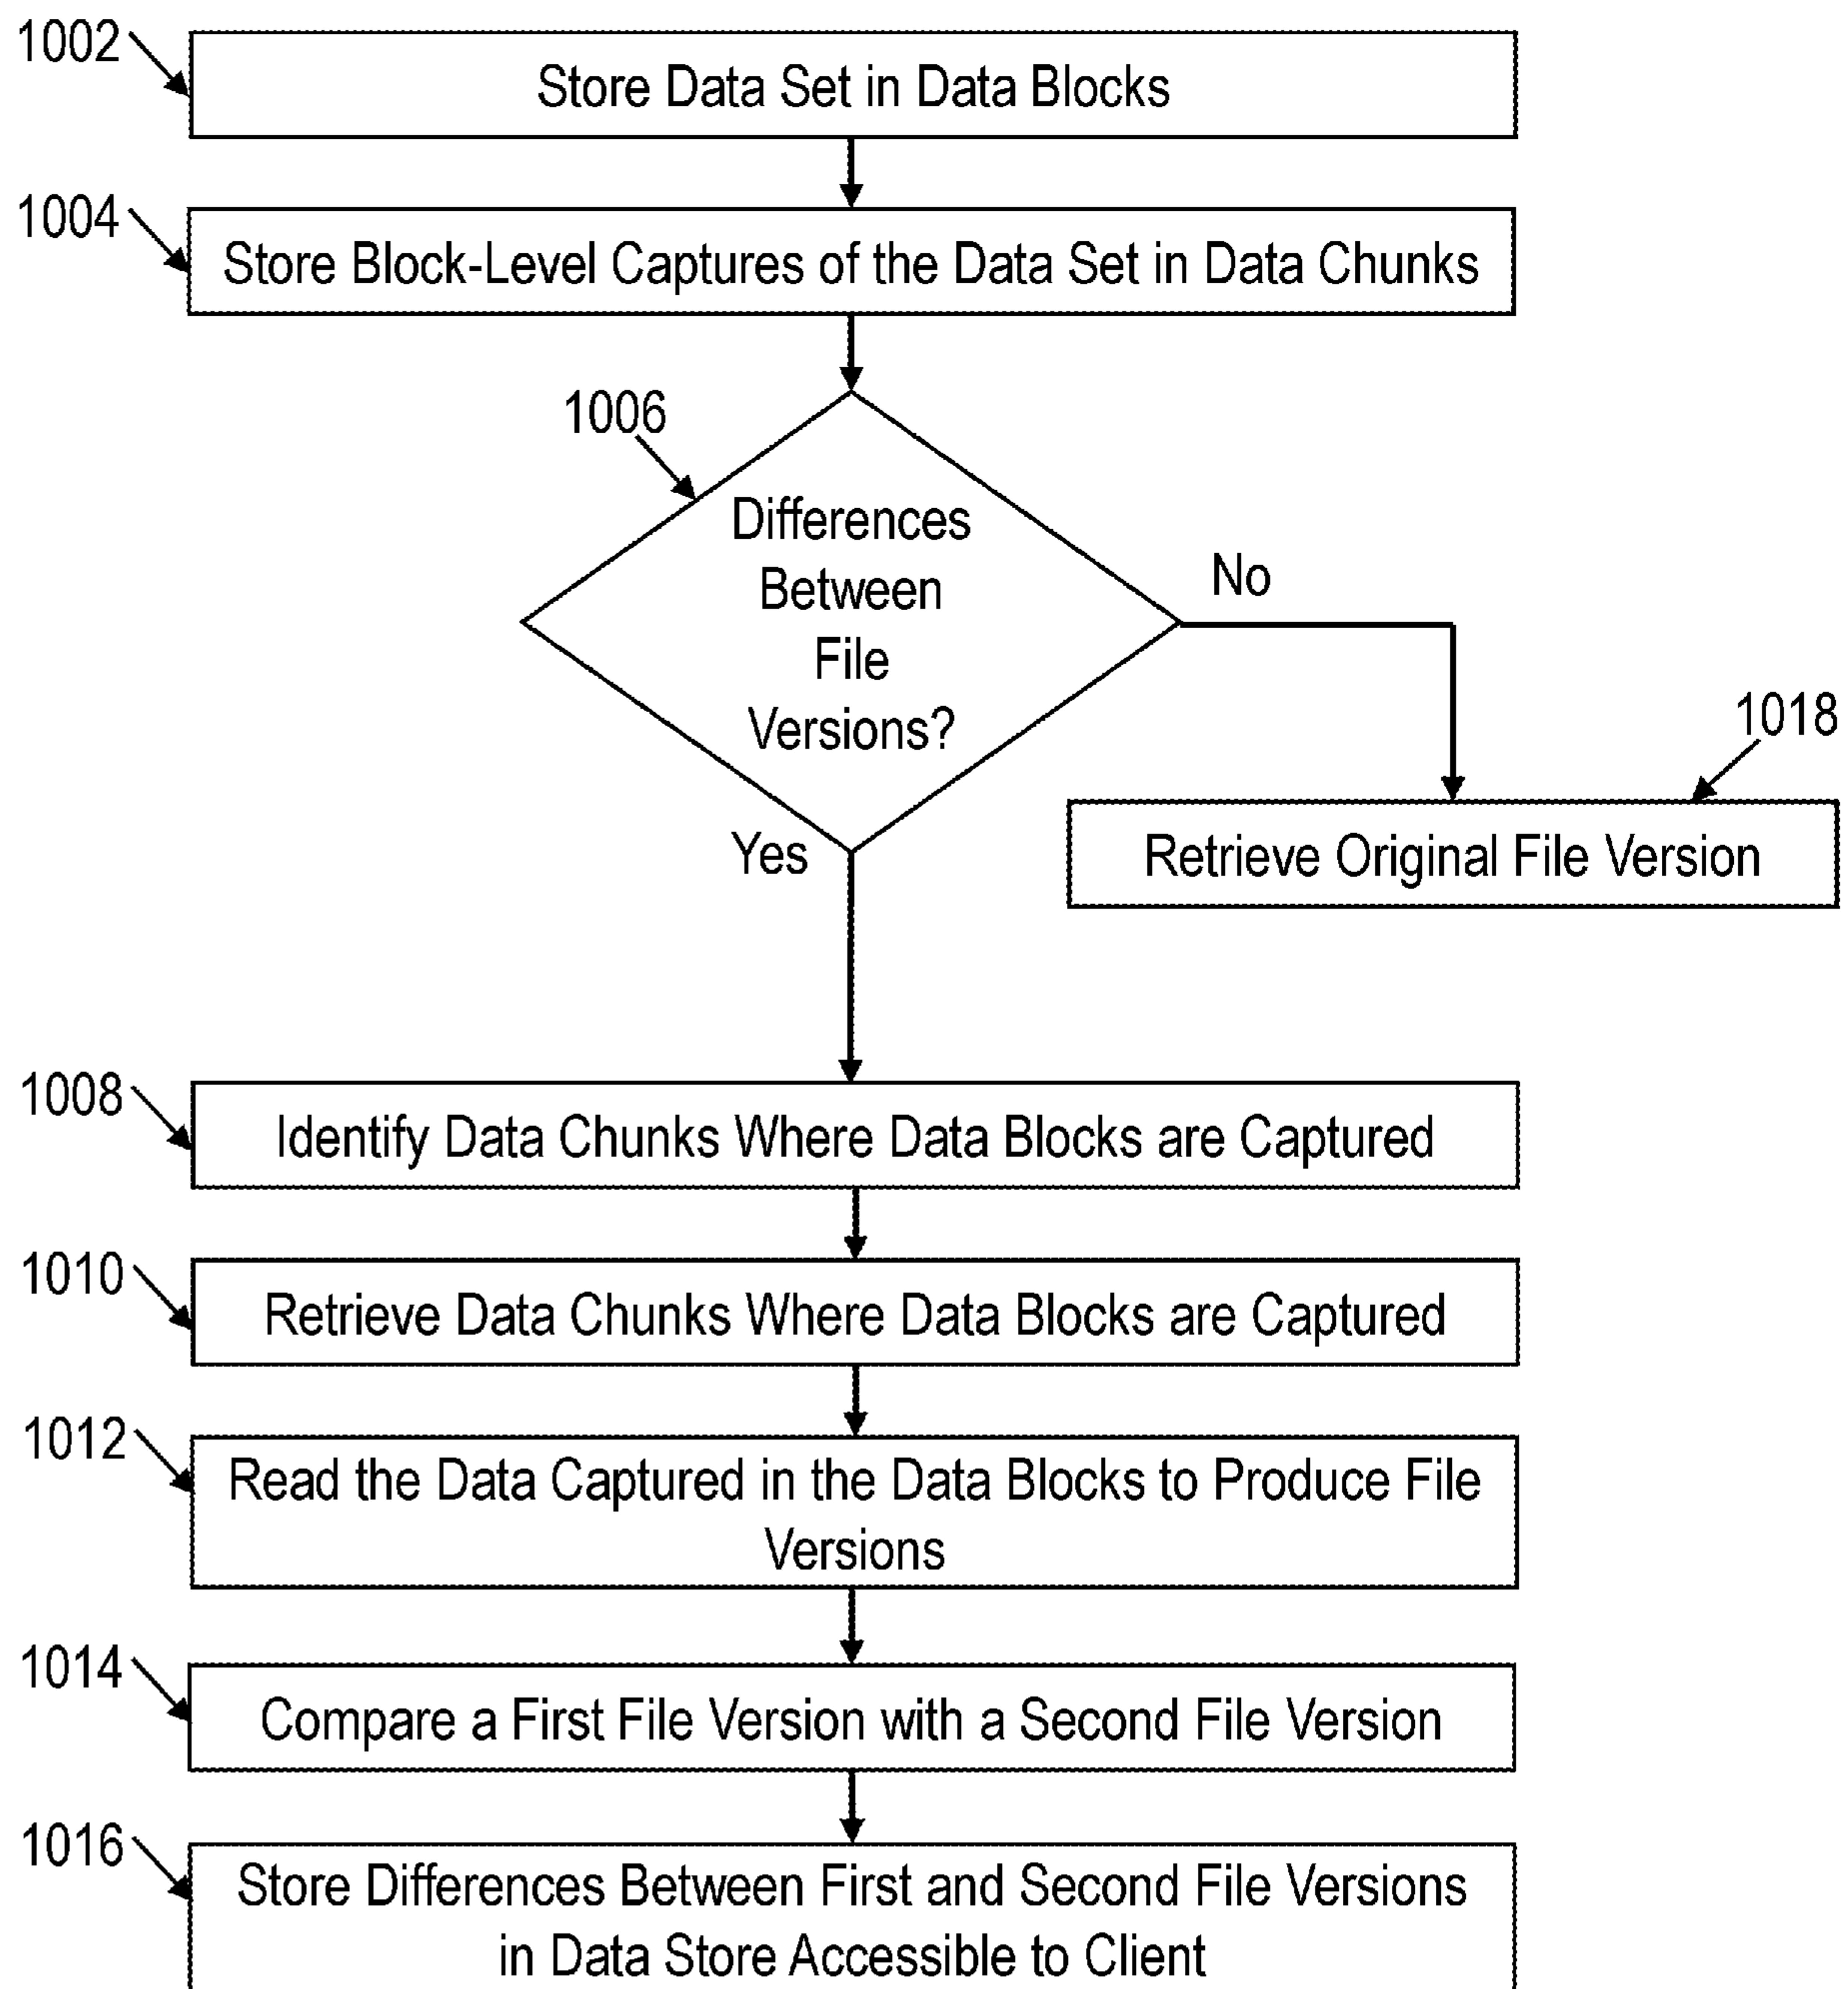 1002
Store Data Set in Data Blocks
1004
Store Block-Level Captures of the Data Set in Data Chunks
1006
Differences
Between
File
Versions?
No
1018
Retrieve Original File Version
Yes
1008
Identify Data Chunks Where Data Blocks are Captured
1010
Retrieve Data Chunks Where Data Blocks are Captured
1012
Read the Data Captured in the Data Blocks to Produce File
Versions
1014
Compare a First File Version with a Second File Version
1016
Store Differences Between First and Second File Versions
in Data Store Accessible to Client